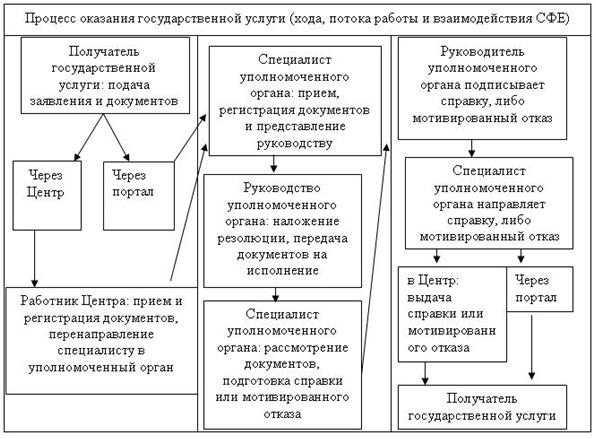 Процесс оказания государственной услуги (хода, потока работы и взаимодействия СФЕ)
Получатель
государственной
услуги: подача
заявления и документов
Через
Центр
Через
портал
Работник Центра: прием и
регистрация документов,
перенаправление
специалисту в
уполномоченный орган
Специалист
уполномоченного
органа: прием,
регистрация документов
и представление
руководству
Руководство
уполномоченного
органа: наложение
резолюции, передача
документов на
исполнение
Специалист
уполномоченного
органа: рассмотрение
документов,
подготовка справки
или мотивированного
отказа
Руководитель
уполномоченного
органа подписывает
справку, либо
мотивированный отказ
Специалист
уполномоченного
органа направляет
справку, либо
мотивированный отказ
в Центр:
выдача
справки или
мотивированн
ого отказа
Через
портал
Получатель
государственной услуги